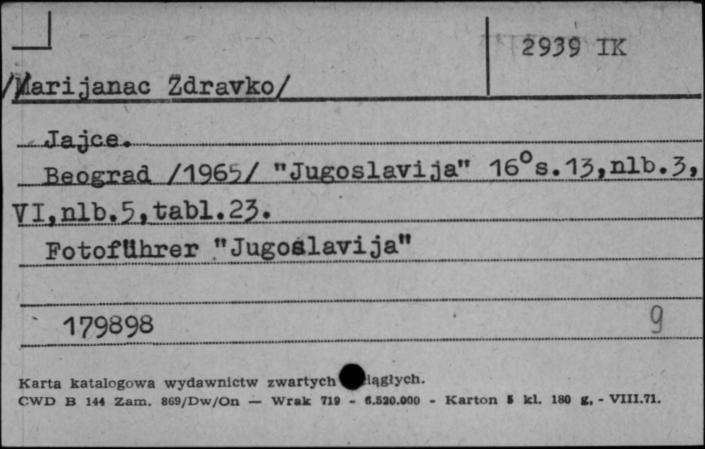 2939 IK
/Marijanac Zdravko/
Jajce.
Beograd /1965/ "Jugoslavija" 16°s.13,nlb.3,
VI,nlb.5,tabl.23.
Fotoführer "Jugoslavija"
179898 9
Karta katalogowa wydawnictw zwartych iągłych.
CWD B 144 Zam. 869/Dw/On — Wrak 719 - 6.520.000 - Karton 5 kl. 180 g, - VIII.71.